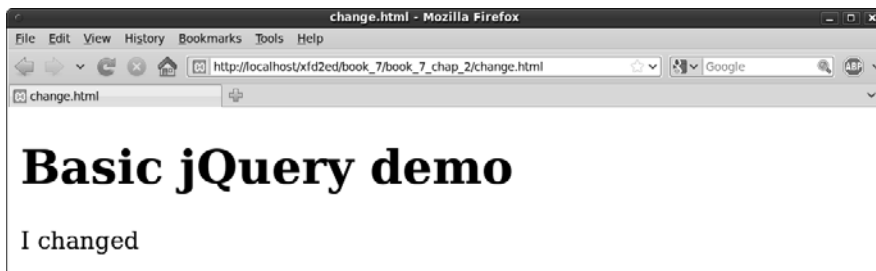 change.html - Mozilla Firefox
File Edit View History Bookmarks Tools Help
http://localhost/xfd2ed/book_7/book_7_chap_2/change.html Google ABP
change.html
Basic jQuery demo
I changed